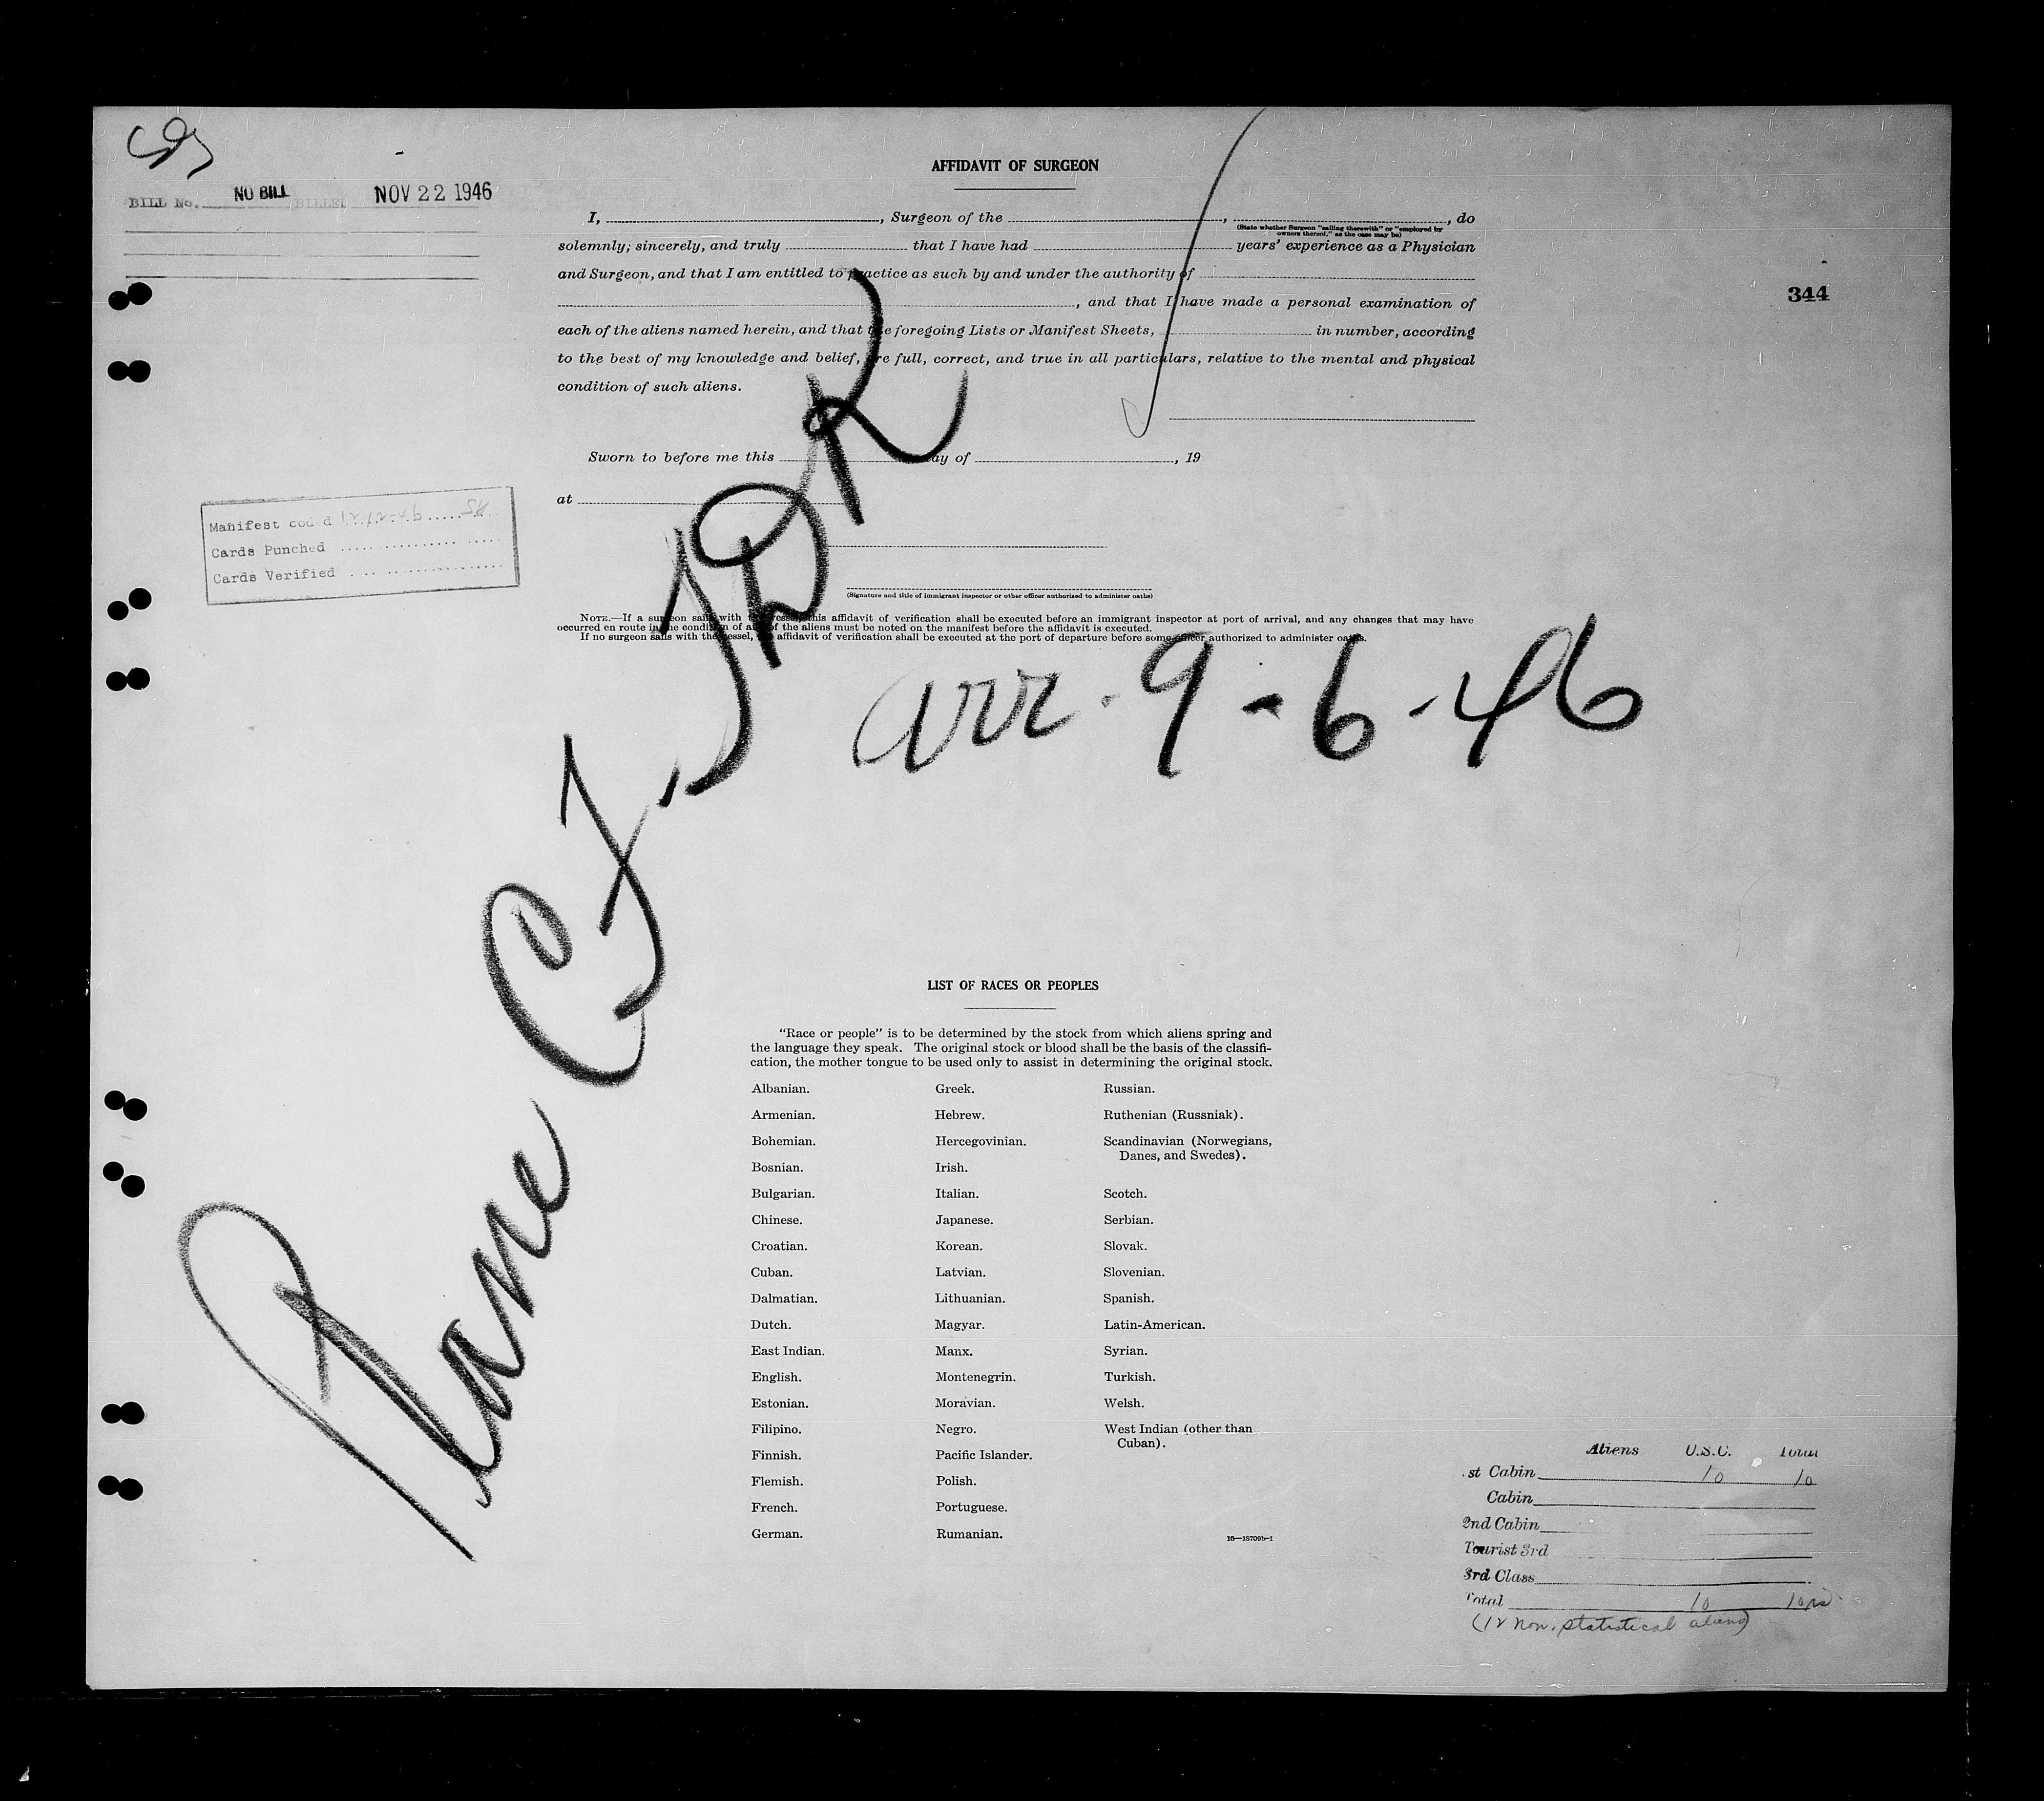 BILL No. NO BILL BILLED NOV 22 1946
AFFIDAVIT OF SURGEON
I, , Surgeon of the , , do
(State whether Surgeon "sailing therewith" or "employed by
owners thereof," as the case may be)
solemnly, sincerely, and truly that I have had years' experience as a Physician
and Surgeon, and that I am entitled to practice as such by and under the authority of
, and that I have made a personal examination of
each of the aliens named herein, and that the foregoing Lists or Manifest Sheets, in number, according
to the best of my knowledge and belief, are full, correct, and true in all particulars, relative to the mental and physical
condition of such aliens.
344
Sworn to before me this day of , 19
at
Manifest coded 12-12-46
Cards Punched
Cards Verified
(Signature and title of immigrant inspector or other officer authorized to administer oaths)
NOTE.—If a surgeon sails with the vessel, this affidavit of verification shall be executed before an immigrant inspector at port of arrival, and any changes that may have
occurred en route in the condition of any of the aliens must be noted on the manifest before the affidavit is executed.
If no surgeon sails with the vessel, the affidavit of verification shall be executed at the port of departure before some officer authorized to administer oaths.
Plane CF-TDR
arr. 9-6-46
LIST OF RACES OR PEOPLES
"Race or people" is to be determined by the stock from which aliens spring and
the language they speak. The original stock or blood shall be the basis of the classifi-
cation, the mother tongue to be used only to assist in determining the original stock.
Albanian. Greek. Russian.
Armenian. Hebrew. Ruthenian (Russniak).
Bohemian. Hercegovinian. Scandinavian (Norwegians,
Danes, and Swedes).
Bosnian. Irish.
Bulgarian. Italian. Scotch.
Chinese. Japanese. Serbian.
Croatian. Korean. Slovak.
Cuban. Latvian. Slovenian.
Dalmatian. Lithuanian. Spanish.
Dutch. Magyar. Latin-American.
East Indian. Manx. Syrian.
English. Montenegrin. Turkish.
Estonian. Moravian. Welsh.
Filipino. Negro. West Indian (other than
Cuban).
Finnish. Pacific Islander.
Flemish. Polish.
French. Portuguese.
German. Rumanian.
16—15709b-1
Aliens U.S.C. Total
1st Cabin 10 10
Cabin
2nd Cabin
Tourist 3rd
3rd Class
Total 10 10
(12 non. statistical aliens)